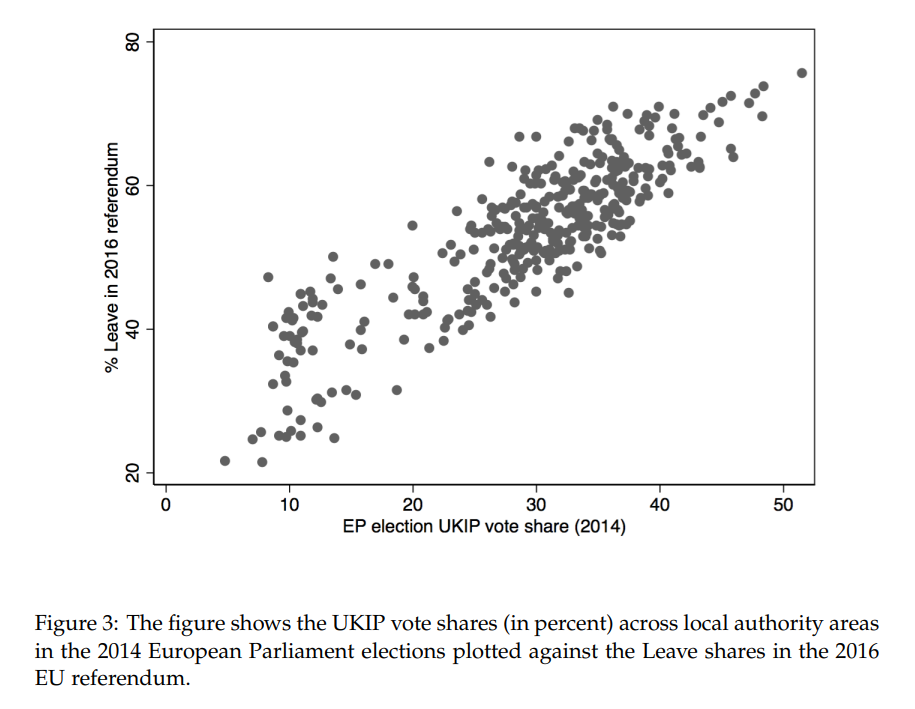 80
60
40
20
% Leave in 2016 referendum
0 10 20 30 40 50
EP election UKIP vote share (2014)
Figure 3: The figure shows the UKIP vote shares (in percent) across local authority areas
in the 2014 European Parliament elections plotted against the Leave shares in the 2016
EU referendum.